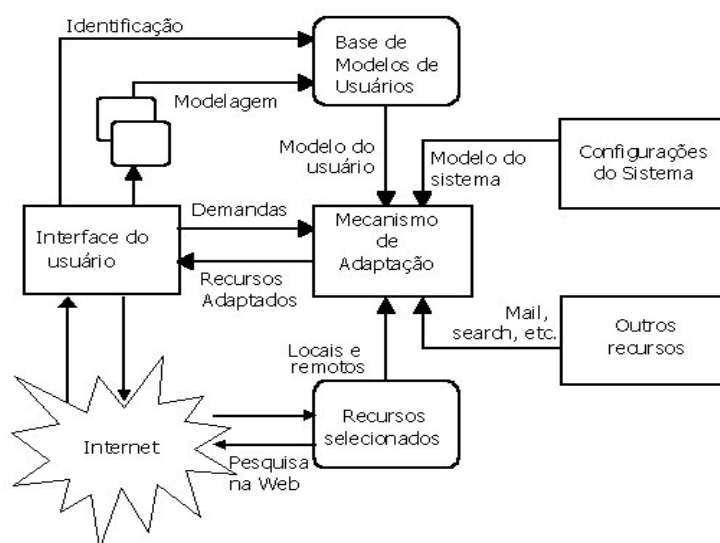 Identificação
Base de
Modelos de
Usuários
Modelagem
Modelo do
usuário
Modelo do
sistema
Configurações
do Sistema
Interface do
usuário
Demandas
Mecanismo
de
Adaptação
Recursos
Adaptados
Mail,
search, etc.
Outros
recursos
Locais e
remotos
Internet
Recursos
selecionados
Pesquisa
na Web